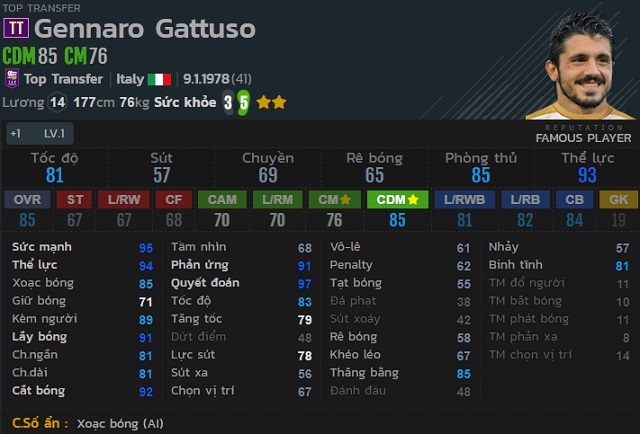 TOP TRANSFER
TT Gennaro Gattuso
CDM 85 CM 76
Top Transfer Italy 9.1.1978 (41)
Lương 14 177cm 76kg Sức khỏe 3 5
+1 LV.1
REPUTATION
FAMOUS PLAYER
Tốc độ Sút Chuyền Rê bóng Phòng thủ Thể lực
81 57 69 65 85 93
OVR ST L/RW CF CAM L/RM CM CDM L/RWB L/RB CB GK
85 67 67 68 70 70 76 85 81 82 84 19
Sức mạnh 95 Tầm nhìn 68 Vô-lê 61 Nhảy 57
Thể lực 94 Phản ứng 91 Penalty 62 Bình tĩnh 81
Xoạc bóng 85 Quyết đoán 97 Tạt bóng 55 TM đổ người 11
Giữ bóng 71 Tốc độ 83 Đá phạt 38 TM bắt bóng 10
Kèm người 89 Tăng tốc 79 Sút xoáy 42 TM phát bóng 11
Lấy bóng 91 Dứt điểm 48 Rê bóng 58 TM phản xạ 8
Ch.ngắn 81 Lực sút 78 Khéo léo 67 TM chọn vị trí 14
Ch.dài 81 Sút xa 56 Thăng bằng 85
Cắt bóng 92 Chọn vị trí 67 Đánh đầu 48
C.Số ẩn : Xoạc bóng (AI)